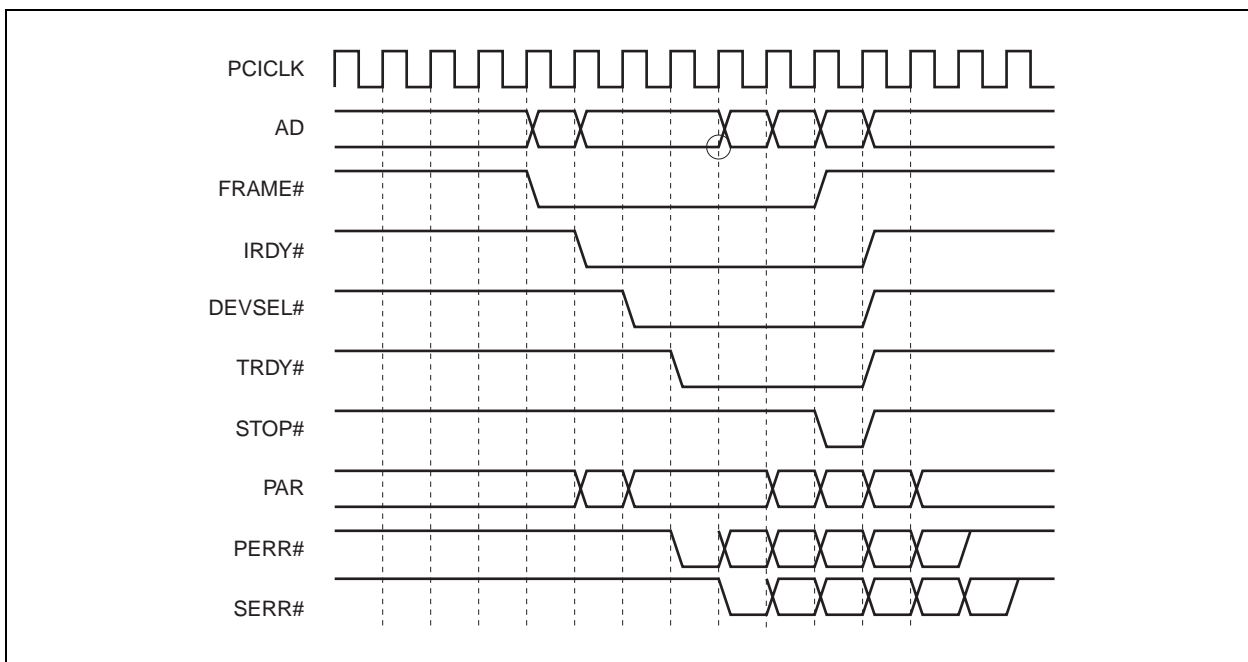 PCICLK
AD
FRAME#
IRDY#
DEVSEL#
TRDY#
STOP#
PAR
PERR#
SERR#